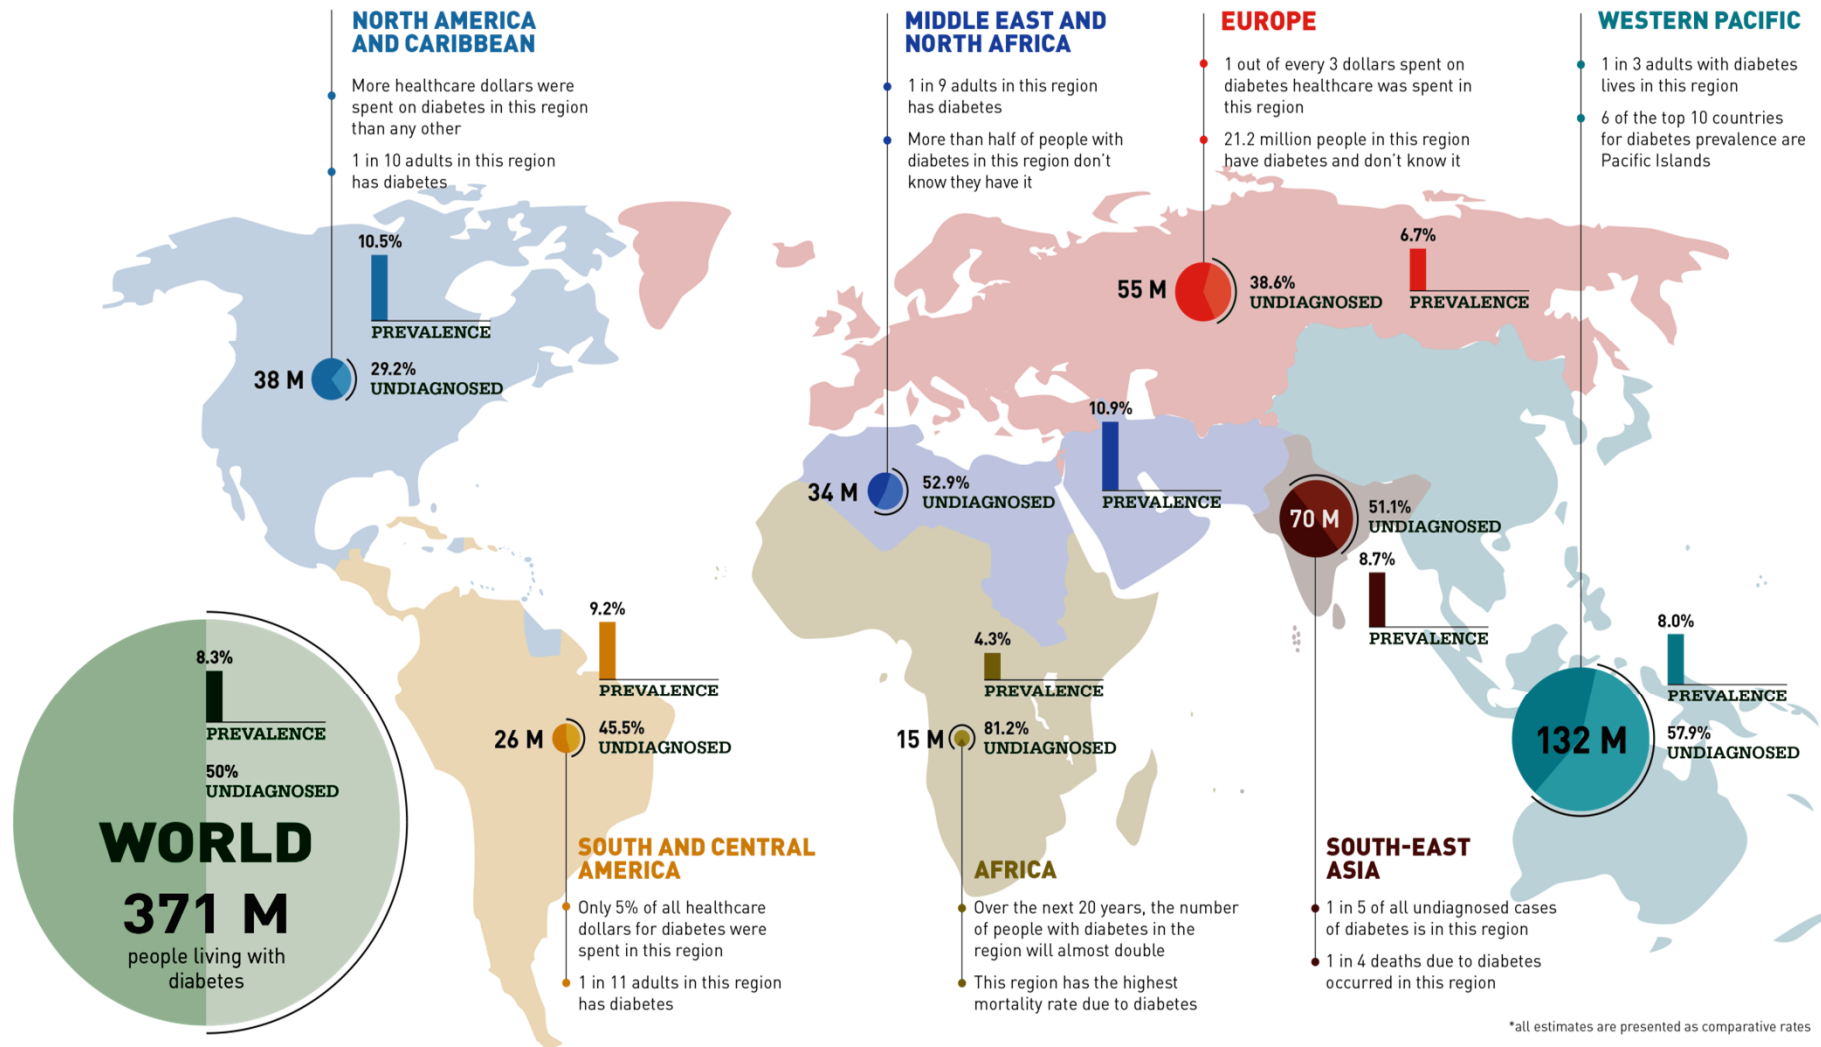 NORTH AMERICA
AND CARIBBEAN
More healthcare dollars were
spent on diabetes in this region
than any other
1 in 10 adults in this region
has diabetes
10.5%
PREVALENCE
38 M
29.2%
UNDIAGNOSED
MIDDLE EAST AND
NORTH AFRICA
1 in 9 adults in this region
has diabetes
More than half of people with
diabetes in this region don't
know they have it
34 M
52.9%
UNDIAGNOSED
10.9%
PREVALENCE
EUROPE
1 out of every 3 dollars spent on
diabetes healthcare was spent in
this region
21.2 million people in this region
have diabetes and don't know it
55 M
38.6%
UNDIAGNOSED
6.7%
PREVALENCE
WESTERN PACIFIC
1 in 3 adults with diabetes
lives in this region
6 of the top 10 countries
for diabetes prevalence are
Pacific Islands
8.0%
PREVALENCE
132 M
57.9%
UNDIAGNOSED
70 M
51.1%
UNDIAGNOSED
8.7%
PREVALENCE
SOUTH-EAST
ASIA
1 in 5 of all undiagnosed cases
of diabetes is in this region
1 in 4 deaths due to diabetes
occurred in this region
4.3%
PREVALENCE
15 M
81.2%
UNDIAGNOSED
AFRICA
Over the next 20 years, the number
of people with diabetes in the
region will almost double
This region has the highest
mortality rate due to diabetes
9.2%
PREVALENCE
26 M
45.5%
UNDIAGNOSED
SOUTH AND CENTRAL
AMERICA
Only 5% of all healthcare
dollars for diabetes were
spent in this region
1 in 11 adults in this region
has diabetes
8.3%
PREVALENCE
50%
UNDIAGNOSED
WORLD
371 M
people living with
diabetes
*all estimates are presented as comparative rates